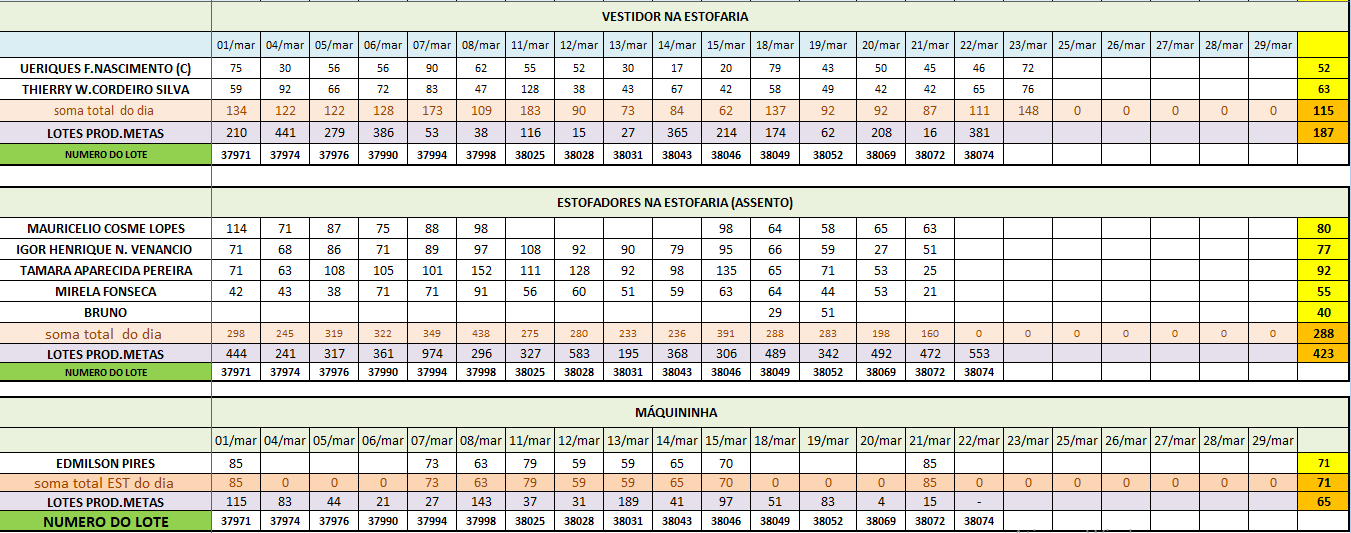 VESTIDOR NA ESTOFARIA
01/mar 04/mar 05/mar 06/mar 07/mar 08/mar 11/mar 12/mar 13/mar 14/mar 15/mar 18/mar 19/mar 20/mar 21/mar 22/mar 23/mar 25/mar 26/mar 27/mar 28/mar 29/mar
UERIQUES F.NASCIMENTO (C) 75 30 56 56 90 62 55 52 30 17 20 79 43 50 45 46 72 52
THIERRY W.CORDEIRO SILVA 59 92 66 72 83 47 128 38 43 67 42 58 49 42 42 65 76 63
soma total do dia 134 122 122 128 173 109 183 90 73 84 62 137 92 92 87 111 148 0 0 0 0 0 115
LOTES PROD.METAS 210 441 279 386 53 38 116 15 27 365 214 174 62 208 16 381 187
NUMERO DO LOTE 37971 37974 37976 37990 37994 37998 38025 38028 38031 38043 38046 38049 38052 38069 38072 38074
ESTOFADORES NA ESTOFARIA (ASSENTO)
MAURICELIO COSME LOPES 114 71 87 75 88 98 98 64 58 65 63 80
IGOR HENRIQUE N. VENANCIO 71 68 86 71 89 97 108 92 90 79 95 66 59 27 51 77
TAMARA APARECIDA PEREIRA 71 63 108 105 101 152 111 128 92 98 135 65 71 53 25 92
MIRELA FONSECA 42 43 38 71 71 91 56 60 51 59 63 64 44 53 21 55
BRUNO 29 51 40
soma total do dia 298 245 319 322 349 438 275 280 233 236 391 288 283 198 160 0 0 0 0 0 0 0 288
LOTES PROD.METAS 444 241 317 361 974 296 327 583 195 368 306 489 342 492 472 553 423
NUMERO DO LOTE 37971 37974 37976 37990 37994 37998 38025 38028 38031 38043 38046 38049 38052 38069 38072 38074
MÁQUININHA
01/mar 04/mar 05/mar 06/mar 07/mar 08/mar 11/mar 12/mar 13/mar 14/mar 15/mar 18/mar 19/mar 20/mar 21/mar 22/mar 23/mar 25/mar 26/mar 27/mar 28/mar 29/mar
EDMILSON PIRES 85 73 63 79 59 59 65 70 85 71
soma total EST do dia 85 0 0 0 73 63 79 59 59 65 70 0 0 0 85 0 0 0 0 0 0 0 71
LOTES PROD.METAS 115 83 44 21 27 143 37 31 189 41 97 51 83 4 15 - 65
NUMERO DO LOTE 37971 37974 37976 37990 37994 37998 38025 38028 38031 38043 38046 38049 38052 38069 38072 38074